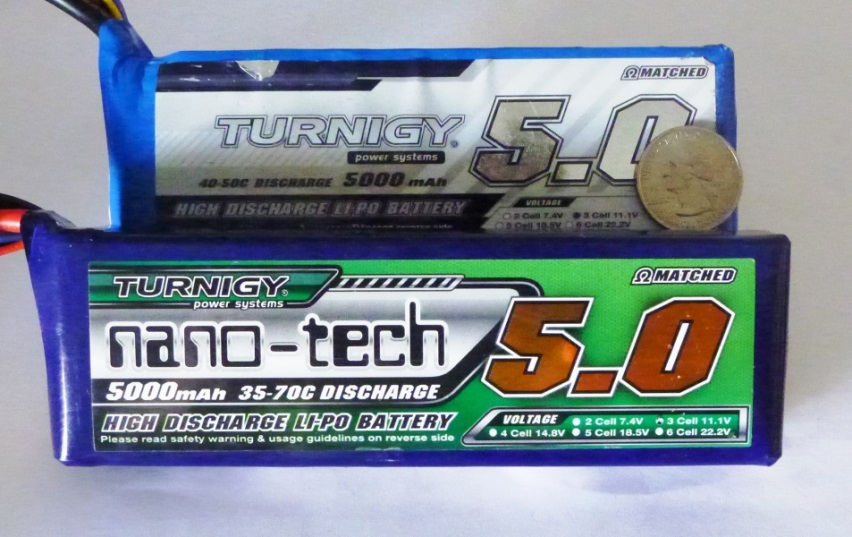 ΩMATCHED
TURNIGY
power systems
5.0
40-50C DISCHARGE 5000 mAh
HIGH DISCHARGE LI-PO BATTERY
VOLTAGE
2 Cell 7.4V 3 Cell 11.1V
5 Cell 18.5V 6 Cell 22.2V
reverse side
TURNIGY
power systems
ΩMATCHED
nano-tech
5.0
5000mAh 35-70C DISCHARGE
HIGH DISCHARGE LI-PO BATTERY
Please read safety warning & usage guidelines on reverse side
VOLTAGE 2 Cell 7.4V 3 Cell 11.1V
4 Cell 14.8V 5 Cell 18.5V 6 Cell 22.2V